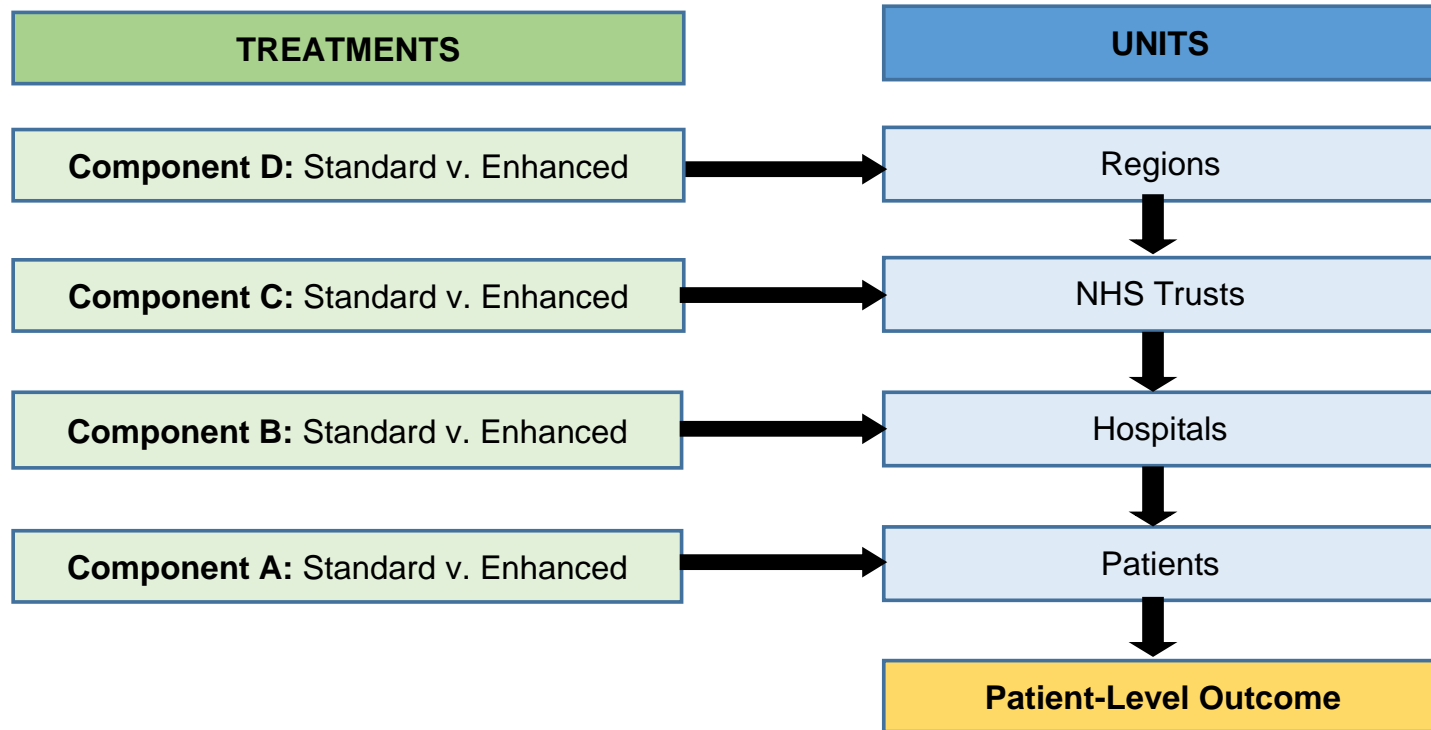 TREATMENTS
UNITS
Component D: Standard v. Enhanced
Regions
Component C: Standard v. Enhanced
NHS Trusts
Component B: Standard v. Enhanced
Hospitals
Component A: Standard v. Enhanced
Patients
Patient-Level Outcome